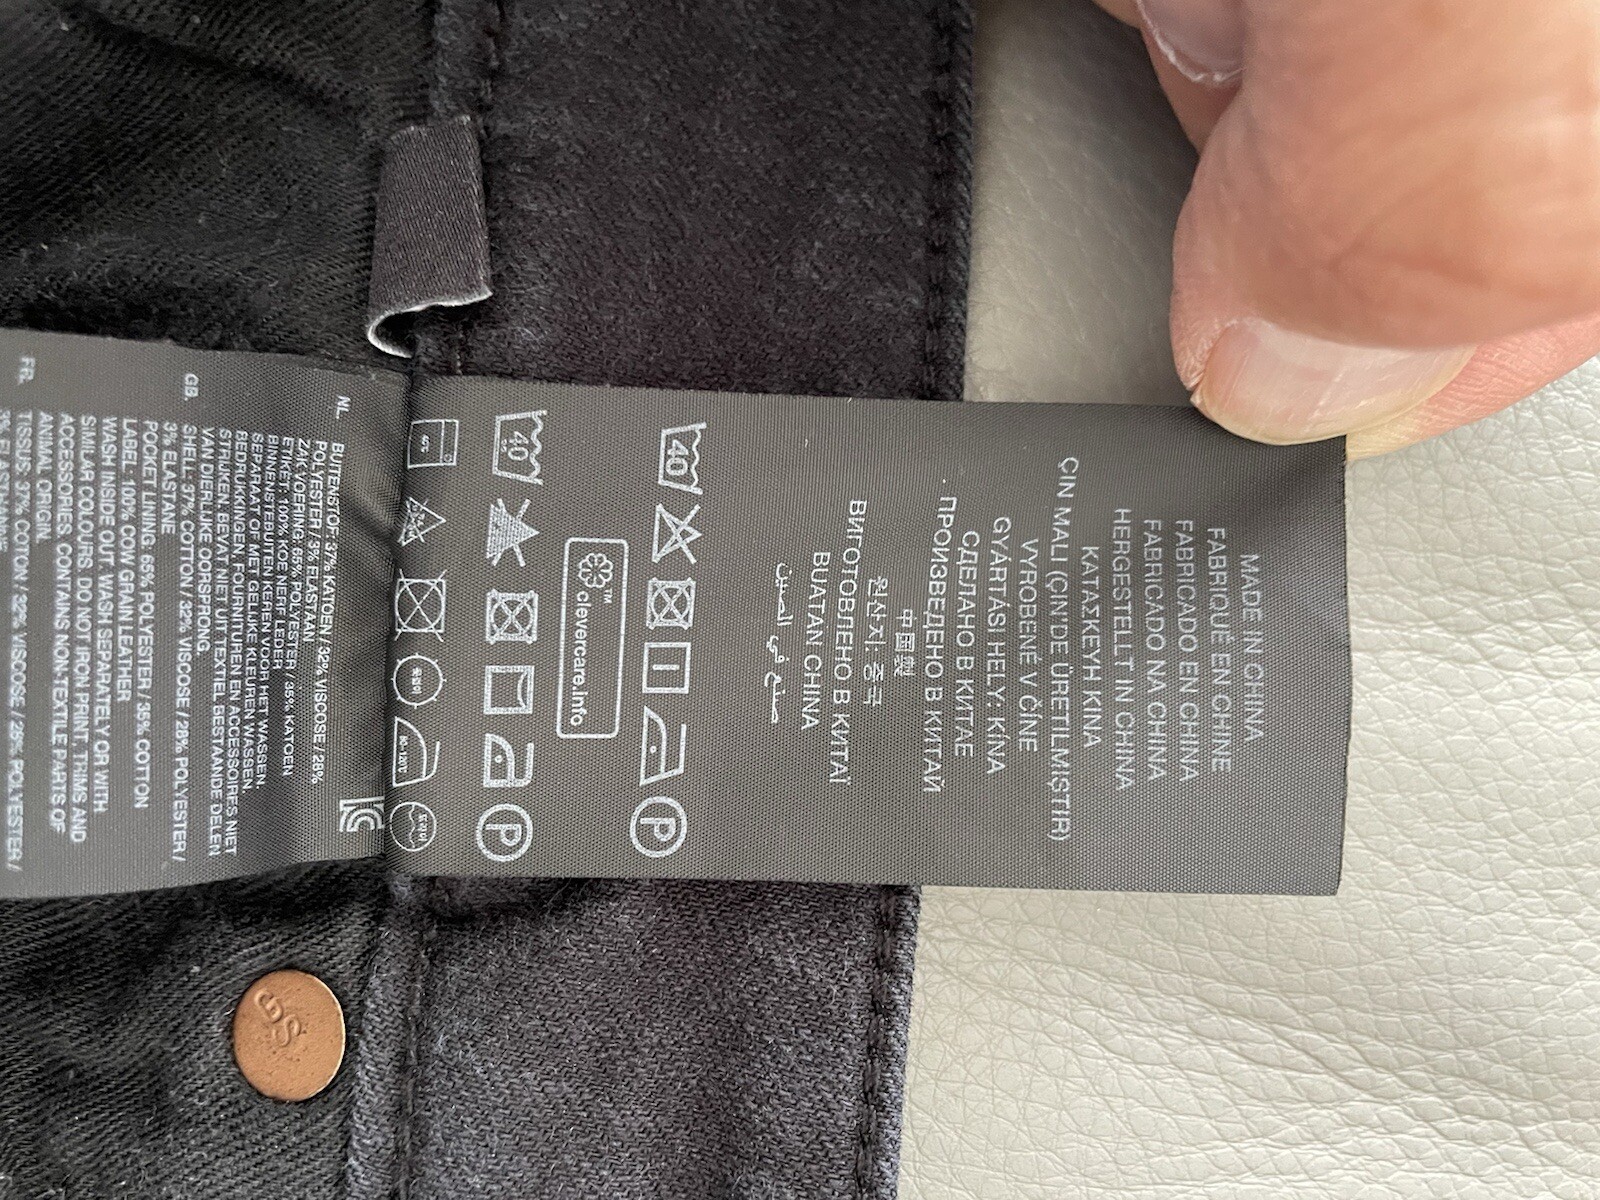 MADE IN CHINA
FABRIQUÉ EN CHINE
FABRICADO EN CHINA
FABRICADO NA CHINA
HERGESTELLT IN CHINA
ΚΑΤΑΣΚΕΥΗ ΚΙΝΑ
ÇIN MALI (ÇIN'DE ÜRETILMIŞTIR)
VYROBENÉ V ČÍNE
GYÁRTÁSI HELY: KÍNA
СДЕЛАНО В КИТАЕ
ПРОИЗВЕДЕНО В КИТАЙ
中国製
원산지: 중국
ВИГОТОВЛЕНО В КИТАЇ
BUATAN CHINA
صنع في الصين
40 P
clevercare.info™
40 P
NL. BUITENSTOF: 37% KATOEN / 32% VISCOSE / 28%
POLYESTER / 3% ELASTAAN
ZAK VOERING: 65% POLYESTER / 35% KATOEN
ETIKET: 100% KOE NERF LEDER
BINNENSTEBUITEN KEREN VOOR HET WASSEN.
SEPARAAT OF MET GELIJKE KLEUREN WASSEN.
BEDRUKKINGEN, FOURNITUREN EN ACCESSOIRES NIET
STRIJKEN. BEVAT NIET UIT TEXTIEL BESTAANDE DELEN
VAN DIERLIJKE OORSPRONG.
GB. SHELL: 37% COTTON / 32% VISCOSE / 28% POLYESTER /
3% ELASTANE
POCKET LINING: 65% POLYESTER / 35% COTTON
LABEL: 100% COW GRAIN LEATHER
WASH INSIDE OUT. WASH SEPARATELY OR WITH
SIMILAR COLOURS. DO NOT IRON PRINT, TRIMS AND
ACCESSORIES. CONTAINS NON-TEXTILE PARTS OF
ANIMAL ORIGIN.
FR. TISSUS: 37% COTON / 32% VISCOSE / 28% POLYESTER /
GS